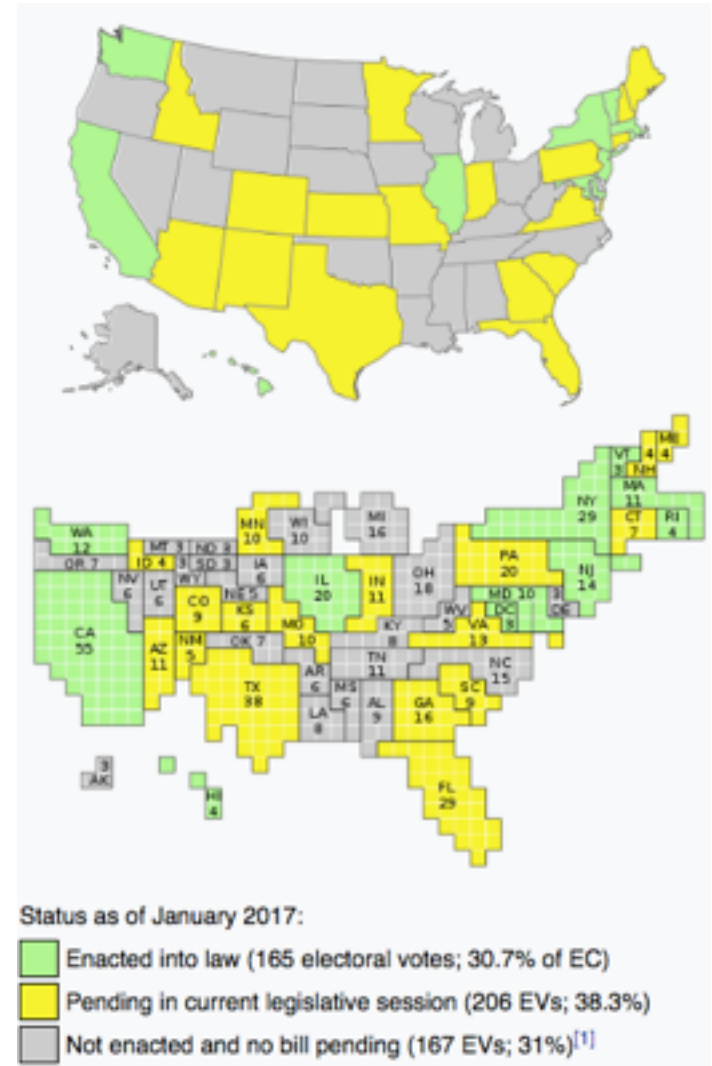 ME
VT 4 4
3 NH
NY MA
29 11
CT RI
7 4
WA MN WI MI
12 10 10 16
OR 7 MT 3 ND 3 PA
ID 4 3 SD 3 IA 20
NV UT WY 6 IL IN OH NJ
6 6 NE 5 20 11 18 14
CO KS MD 10 3
9 6 WV DC DE
CA MO KY 5 3
55 AZ NM OK 7 10 8 VA
11 5 13
TN NC
11 15
TX AR
38 6 MS AL GA SC
LA 6 9 16 9
8
3
AK
HI
4
FL
29
Status as of January 2017:
Enacted into law (165 electoral votes; 30.7% of EC)
Pending in current legislative session (206 EVs; 38.3%)
Not enacted and no bill pending (167 EVs; 31%)[1]